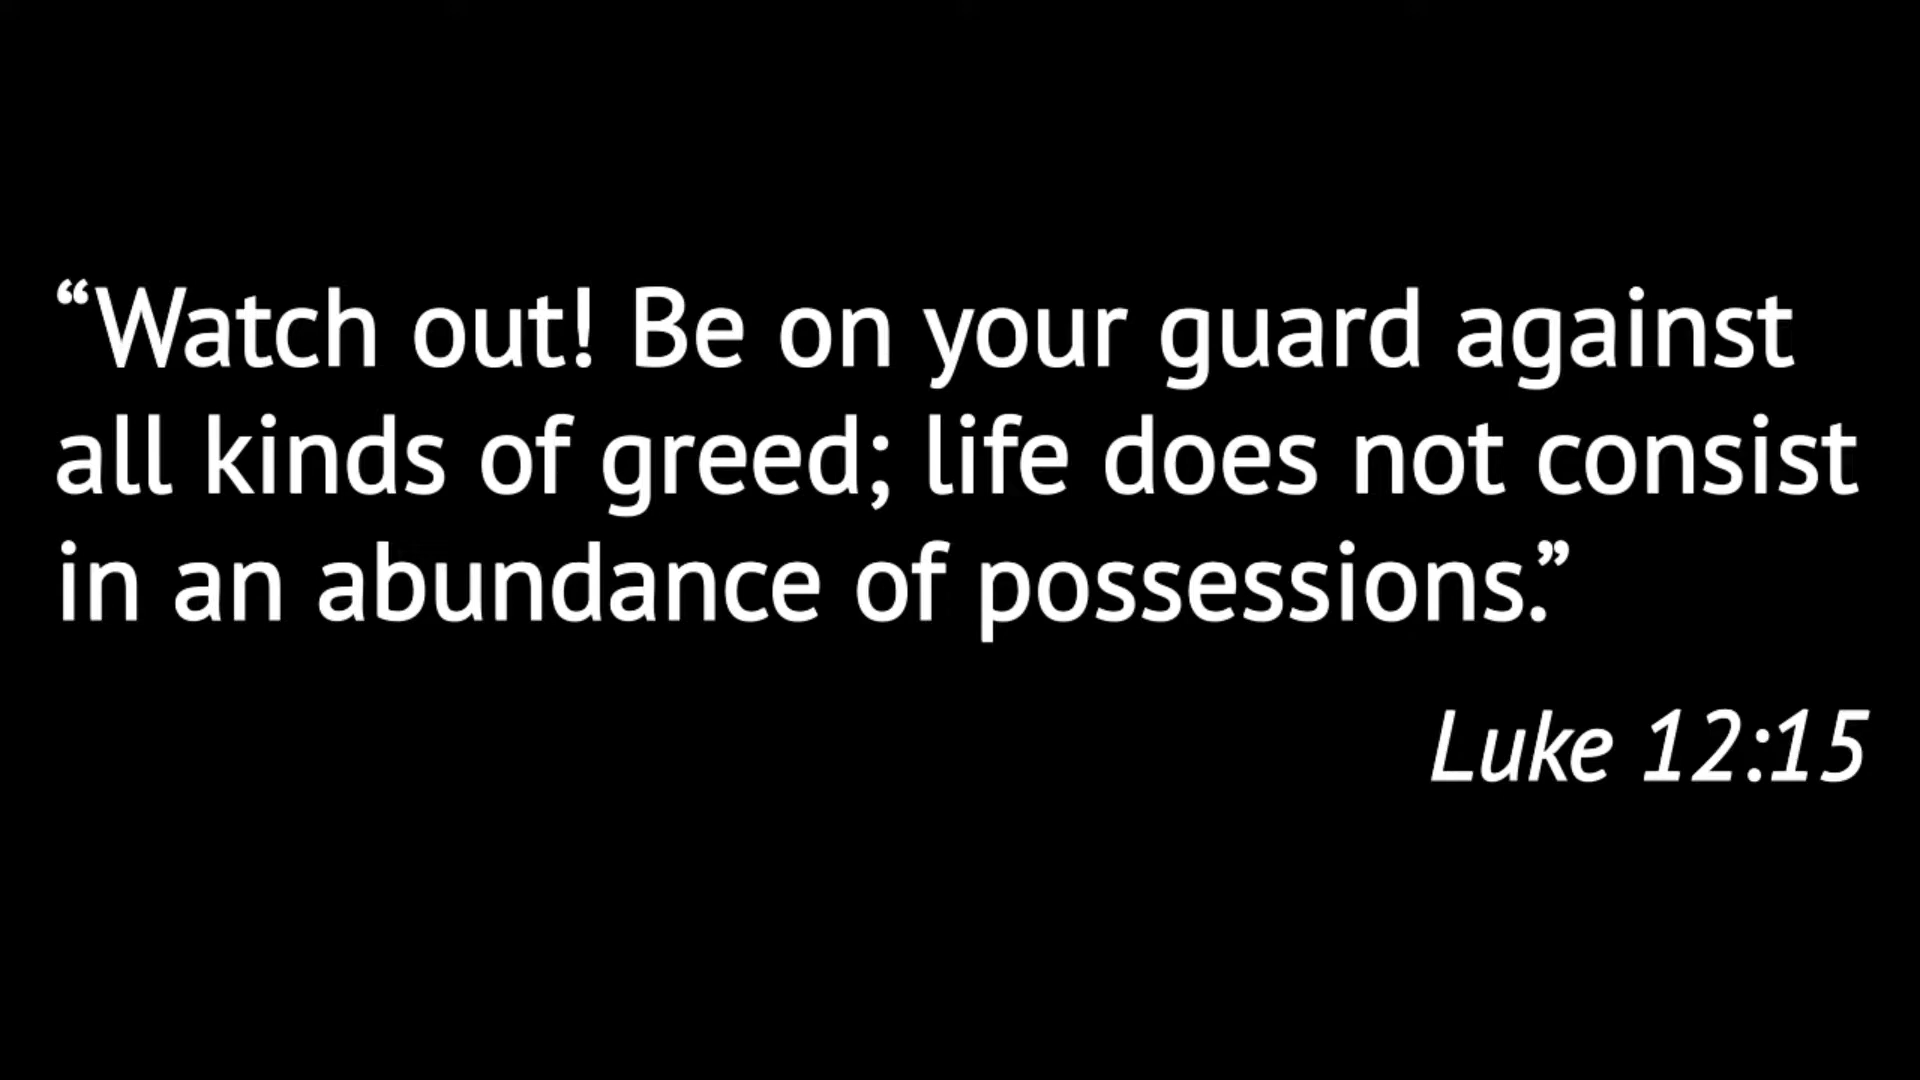 “Watch out! Be on your guard against
all kinds of greed; life does not consist
in an abundance of possessions.”
Luke 12:15